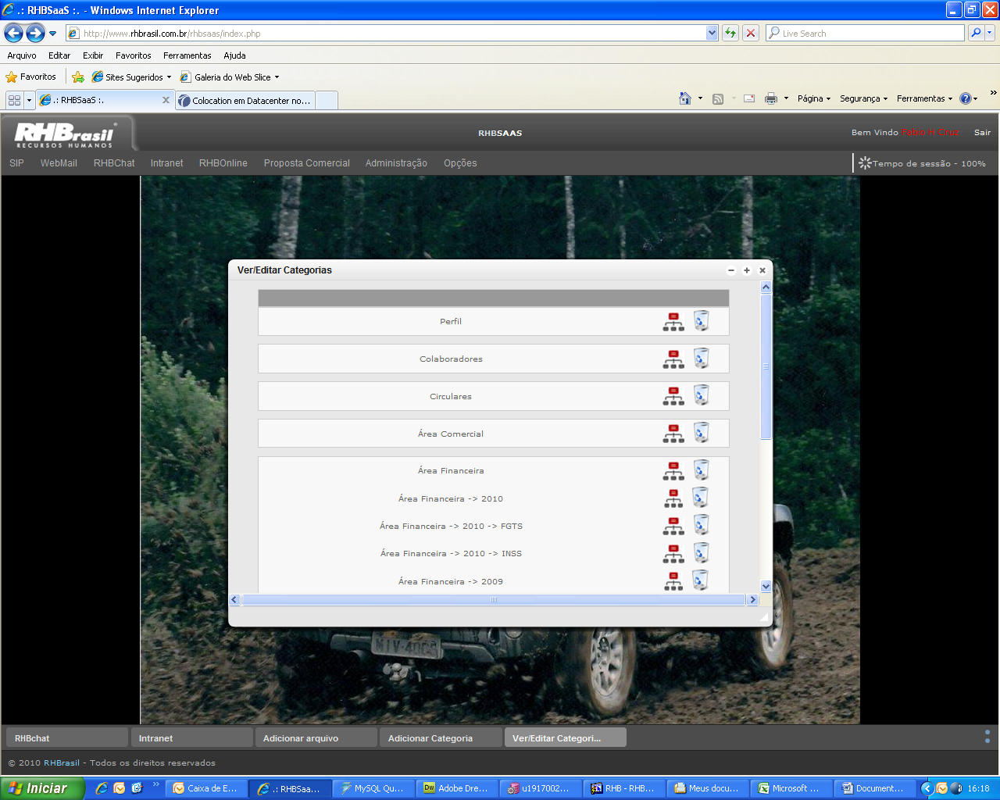 .: RHBSaaS :. - Windows Internet Explorer
http://www.rhbrasil.com.br/rhbsaas/index.php
Live Search
Arquivo Editar Exibir Favoritos Ferramentas Ajuda
Favoritos Sites Sugeridos Galeria do Web Slice
.: RHBSaaS :. Colocation em Datacenter no... Página Segurança Ferramentas
RHBrasil
RECURSOS HUMANOS
RHBSAAS
Bem Vindo Fabio H Cruz Sair
SIP WebMail RHBChat Intranet RHBOnline Proposta Comercial Administração Opções
Tempo de sessão - 100%
Ver/Editar Categorias
Perfil
Colaboradores
Circulares
Área Comercial
Área Financeira
Área Financeira -> 2010
Área Financeira -> 2010 -> FGTS
Área Financeira -> 2010 -> INSS
Área Financeira -> 2009
RHBchat Intranet Adicionar arquivo Adicionar Categoria Ver/Editar Categori...
© 2010 RHBrasil - Todos os direitos reservados
Iniciar Caixa de E... .: RHBSaa... MySQL Qu... Adobe Dre... u1917002... RHB - RHB... Meus docu... Microsoft ... Document... 16:18